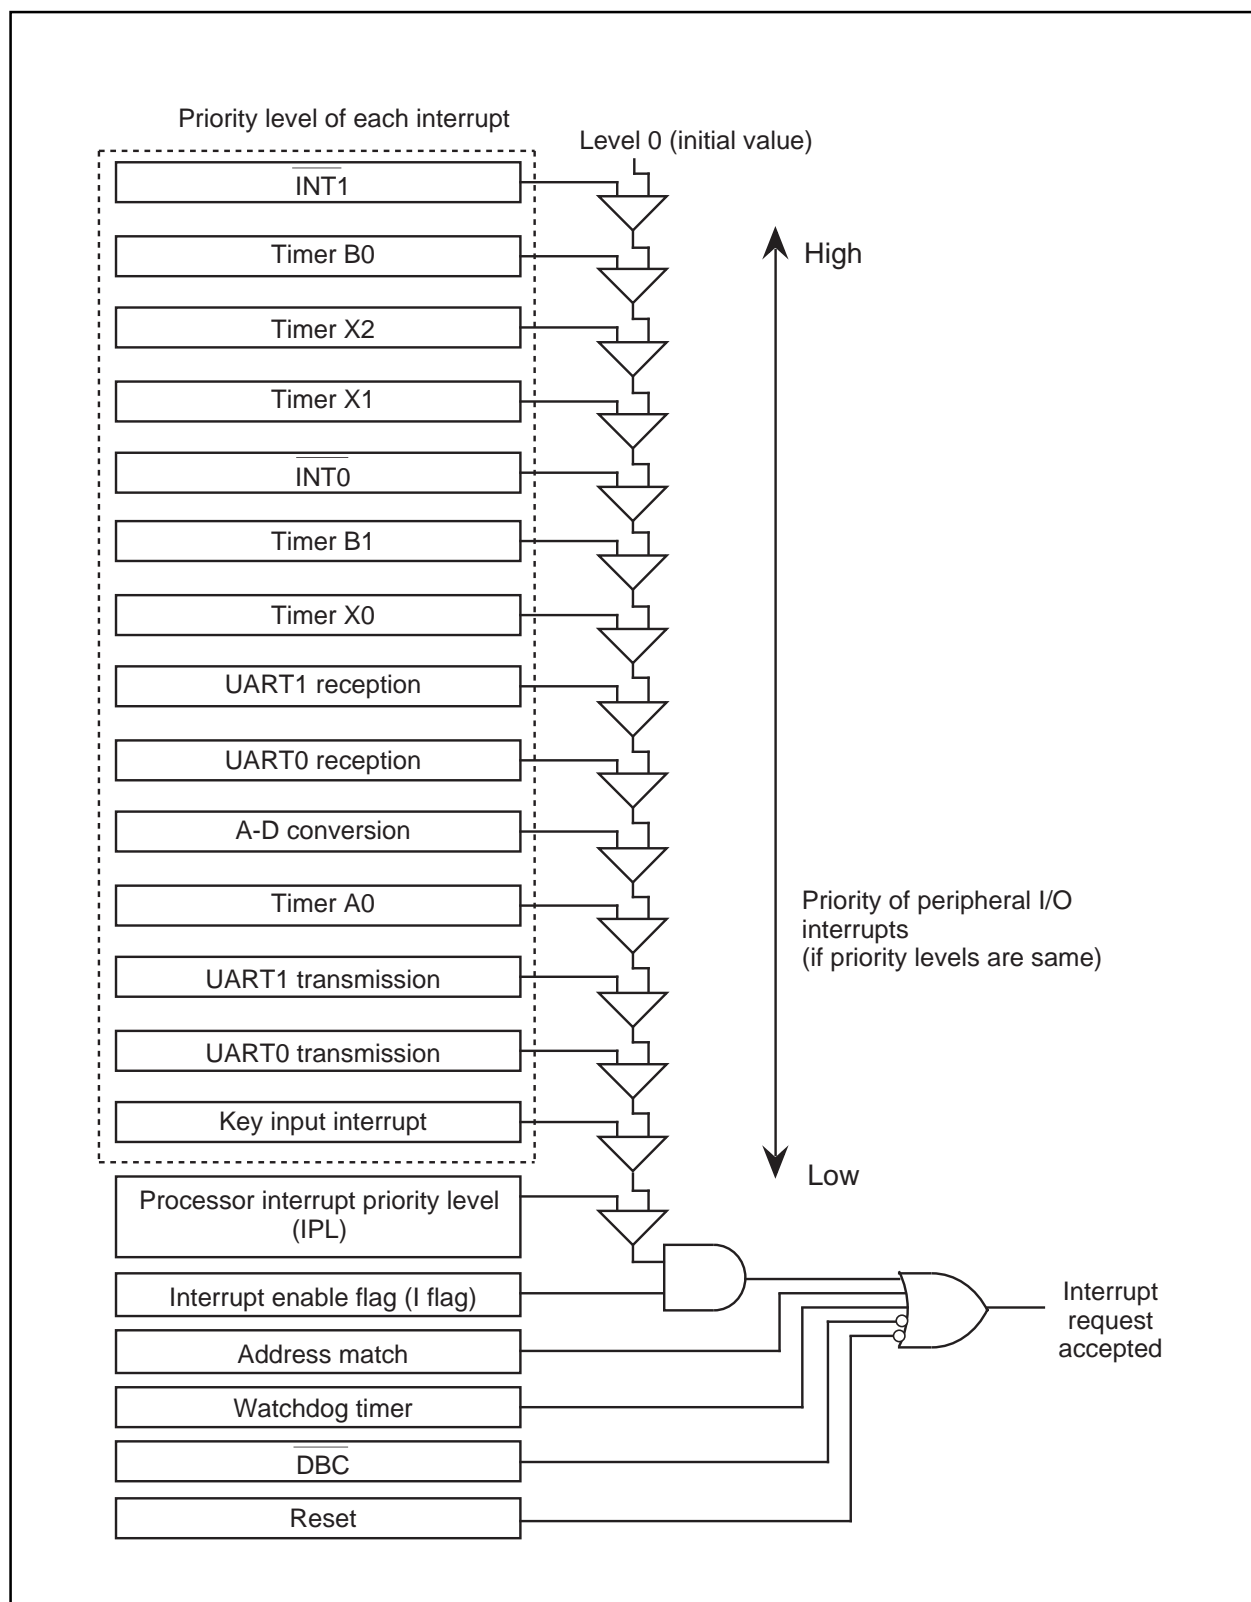 Priority level of each interrupt
Level 0 (initial value)
INT1
Timer B0
High
Timer X2
Timer X1
INT0
Timer B1
Timer X0
UART1 reception
UART0 reception
A-D conversion
Timer A0
Priority of peripheral I/O
interrupts
(if priority levels are same)
UART1 transmission
UART0 transmission
Key input interrupt
Low
Processor interrupt priority level
(IPL)
Interrupt enable flag (I flag)
Interrupt
request
accepted
Address match
Watchdog timer
DBC
Reset